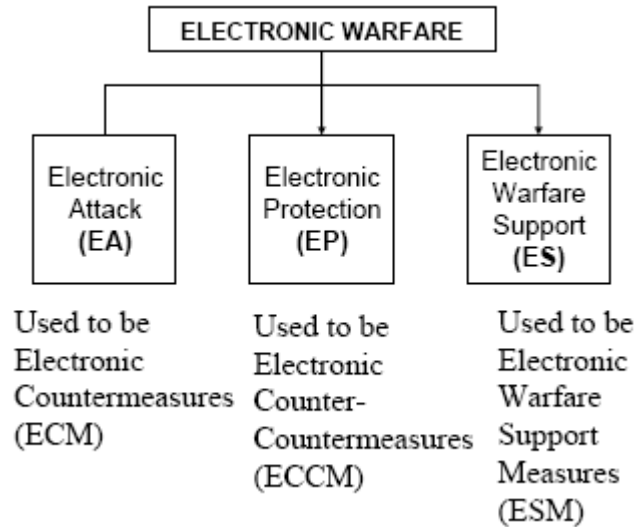 ELECTRONIC WARFARE
Electronic
Attack
(EA)
Electronic
Protection
(EP)
Electronic
Warfare
Support
(ES)
Used to be
Electronic
Countermeasures
(ECM)
Used to be
Electronic
Counter-
Countermeasures
(ECCM)
Used to be
Electronic
Warfare
Support
Measures
(ESM)